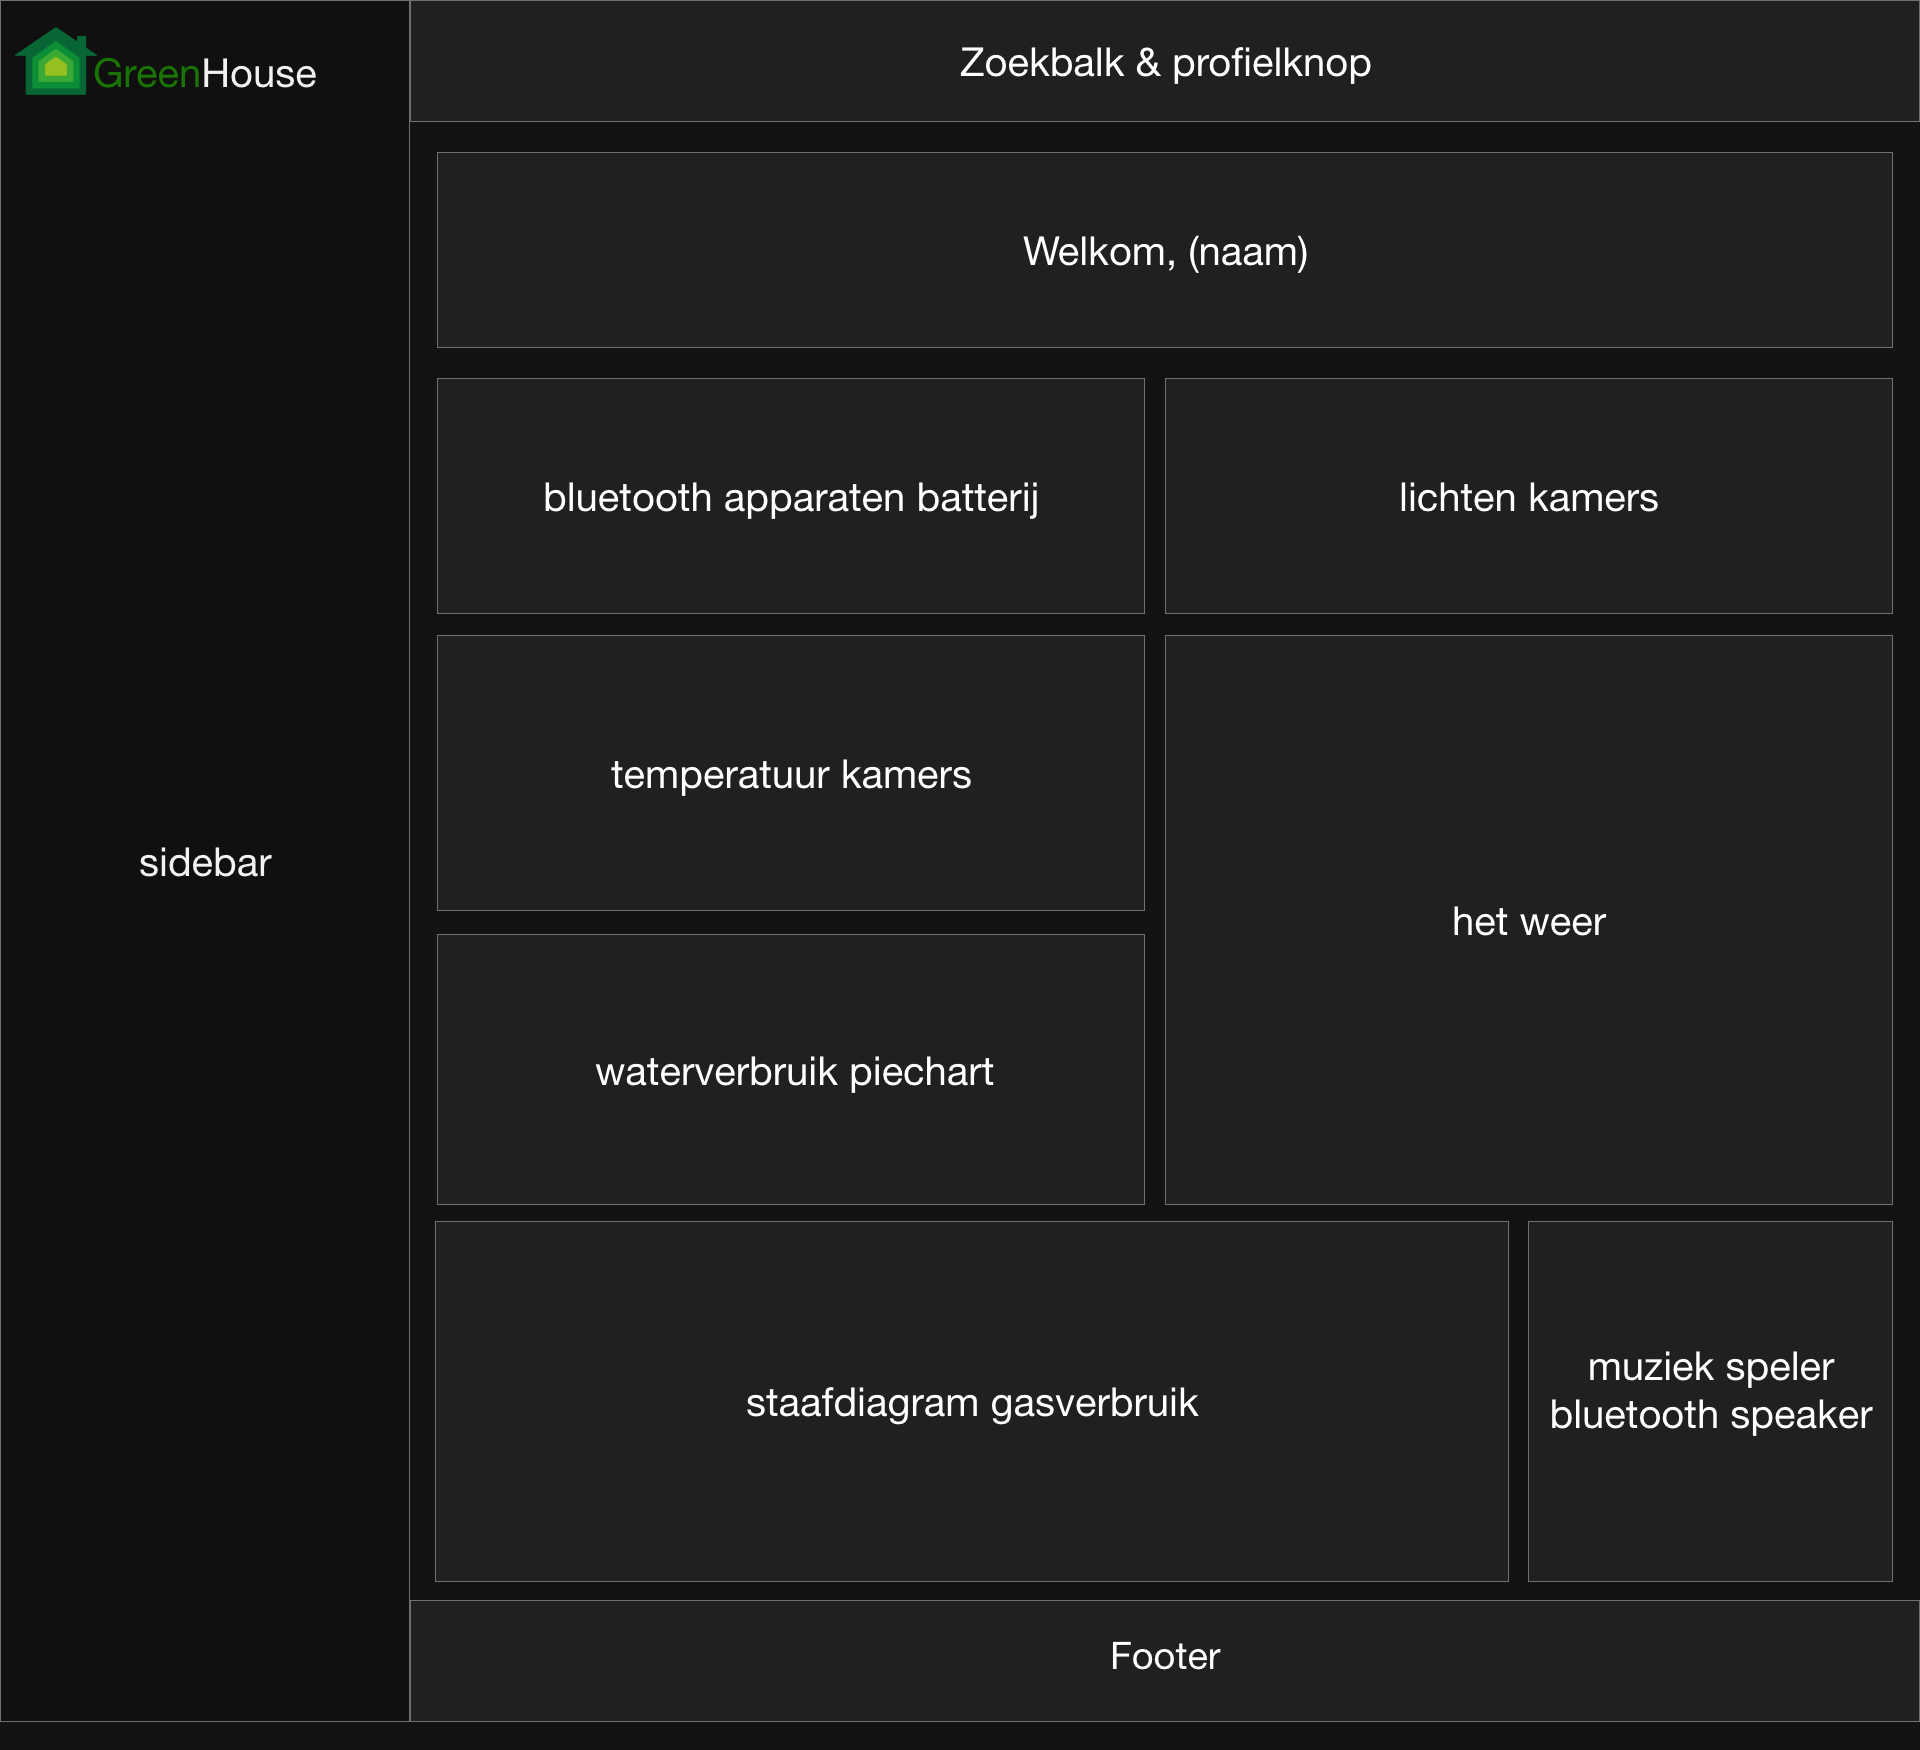 GreenHouse
Zoekbalk & profielknop
Welkom, (naam)
bluetooth apparaten batterij
lichten kamers
temperatuur kamers
sidebar
het weer
waterverbruik piechart
staafdiagram gasverbruik
muziek speler
bluetooth speaker
Footer